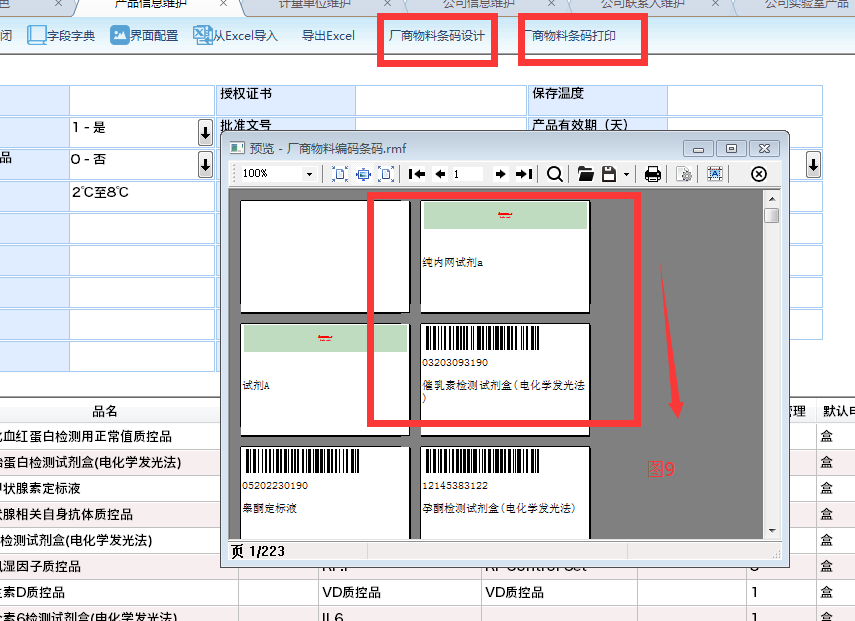 色 产品信息维护 计量单位维护 公司信息维护 公司联系人维护 公司实验室产品
闭 字段字典 界面配置 从Excel导入 导出Excel 厂商物料条码设计 厂商物料条码打印
授权证书 保存温度
1 - 是 批准文号 产品有效期（天）
品 0 - 否
2℃至8℃
预览 - 厂商物料编码条码.rmf
100% 1
纯内网试剂a
试剂A
03203093190
催乳素检测试剂盒(电化学发光法
)
05202230190
睾酮定标液
12145383122
孕酮检测试剂盒(电化学发光法)
图9
页 1/223
品名 管理 默认
血红蛋白检测用正常值质控品 盒
蛋白检测试剂盒(电化学发光法) 盒
状腺素定标液 盒
腺相关自身抗体质控品 盒
检测试剂盒(电化学发光法) 盒
湿因子质控品 盒
素D质控品 VD质控品 VD质控品 1 盒
素6检测试剂盒(电化学发光法) IL6 1 盒